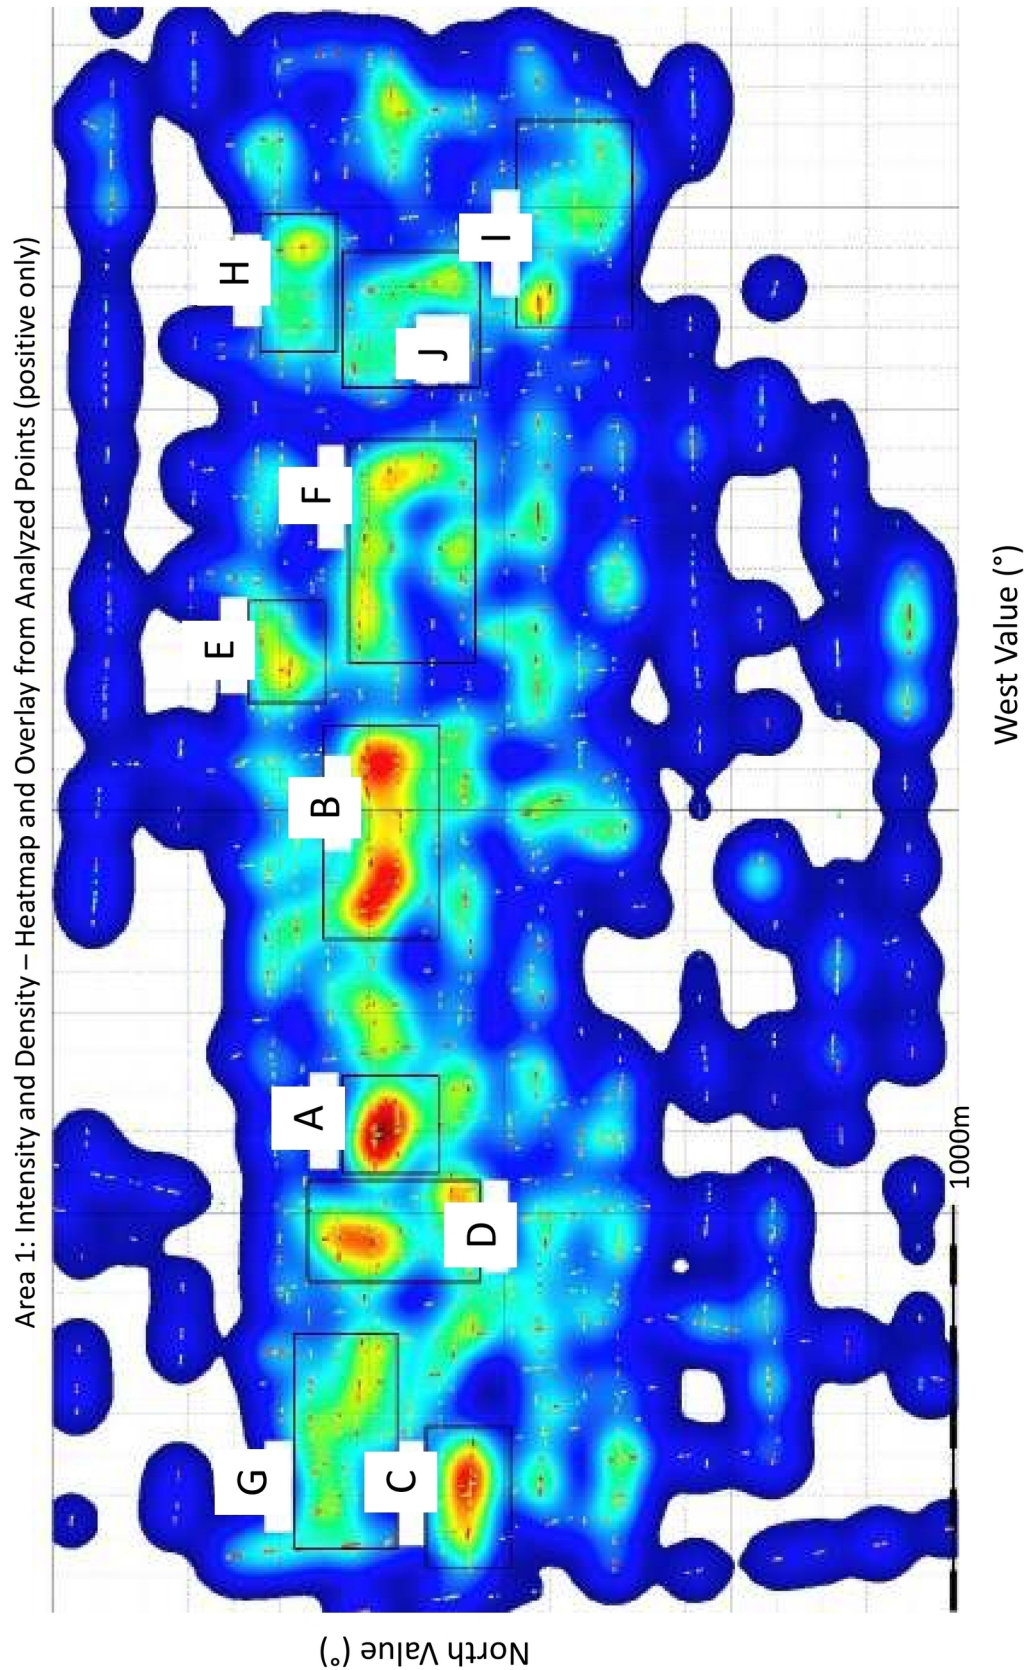 Area 1: Intensity and Density – Heatmap and Overlay from Analyzed Points (positive only)
H
I
J
F
E
B
A
D
G
C
1000m
West Value (°)
North Value (°)